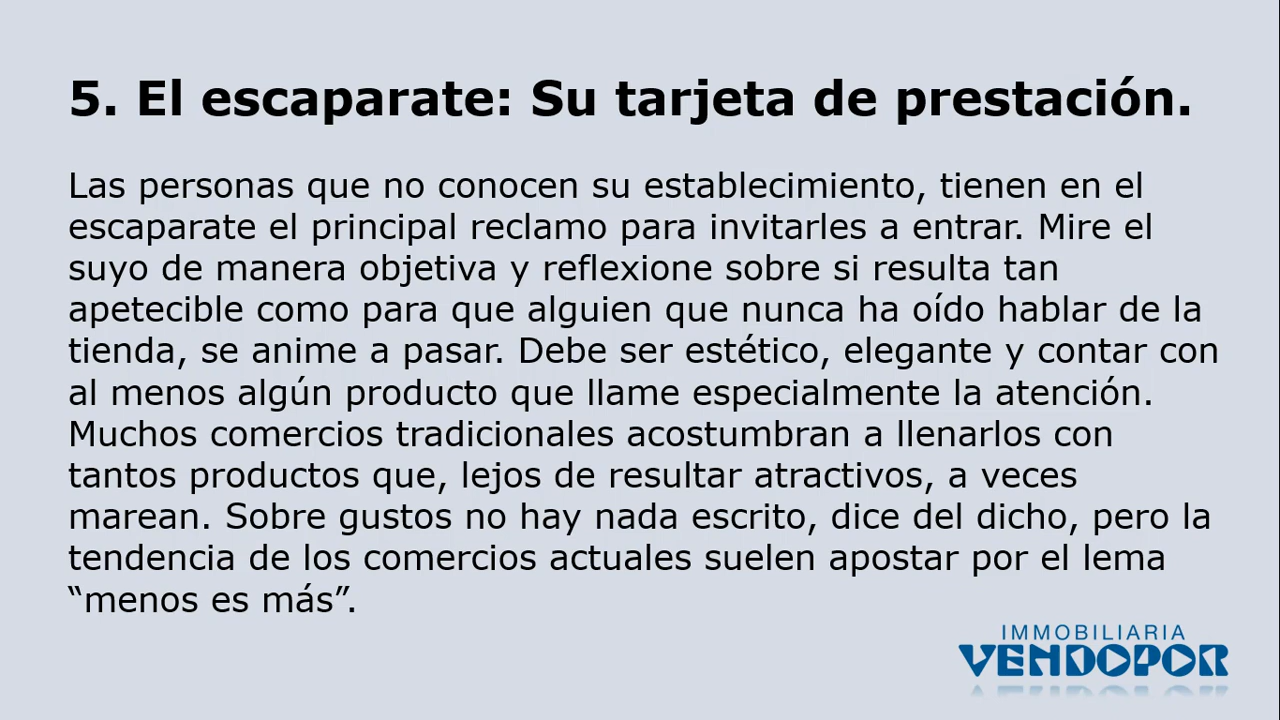 5. El escaparate: Su tarjeta de prestación.
Las personas que no conocen su establecimiento, tienen en el
escaparate el principal reclamo para invitarles a entrar. Mire el
suyo de manera objetiva y reflexione sobre si resulta tan
apetecible como para que alguien que nunca ha oído hablar de la
tienda, se anime a pasar. Debe ser estético, elegante y contar con
al menos algún producto que llame especialmente la atención.
Muchos comercios tradicionales acostumbran a llenarlos con
tantos productos que, lejos de resultar atractivos, a veces
marean. Sobre gustos no hay nada escrito, dice del dicho, pero la
tendencia de los comercios actuales suelen apostar por el lema
“menos es más”.
IMMOBILIARIA
VENDOPOR